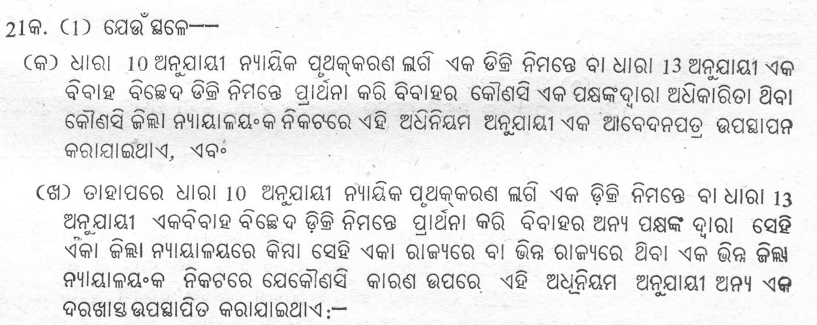 21କ. (1) ଯେଉଁ ସ୍ଥଳେ—
(କ) ଧାରା 10 ଅନୁଯାୟୀ ନ୍ୟାୟିକ ପୃଥକ୍‌କରଣ ଲଗି ଏକ ଡିକ୍ରି ନିମନ୍ତେ ବା ଧାରା 13 ଅନୁଯାୟୀ ଏକ
ବିବାହ ବିଚ୍ଛେଦ ଡିକ୍ରି ନିମନ୍ତେ ପ୍ରାର୍ଥନା କରି ବିବାହର କୌଣସି ଏକ ପକ୍ଷଙ୍କଦ୍ୱାରା ଅଧିକାରିତା ଥିବା
କୌଣସି ଜିଲ୍ଲା ନ୍ୟାୟାଳୟଂକ ନିକଟରେ ଏହି ଅଧିନିୟମ ଅନୁଯାୟୀ ଏକ ଆବେଦନପତ୍ର ଉପସ୍ଥାପନ
କରାଯାଇଥାଏ, ଏବଂ
(ଖ) ତାହାପରେ ଧାରା 10 ଅନୁଯାୟୀ ନ୍ୟାୟିକ ପୃଥକ୍‌କରଣ ଲଗି ଏକ ଡ଼ିକ୍ରି ନିମନ୍ତେ ବା ଧାରା 13
ଅନୁଯାୟୀ ଏକବିବାହ ବିଚ୍ଛେଦ ଡ଼ିକ୍ରି ନିମନ୍ତେ ପ୍ରାର୍ଥନା କରି ବିବାହର ଅନ୍ୟ ପକ୍ଷଙ୍କ ଦ୍ୱାରା ସେହି
ଏକା ଜିଲ୍ଲା ନ୍ୟାୟାଳୟରେ କିମ୍ବା ସେହି ଏକା ରାଜ୍ୟରେ ବା ଭିନ୍ନ ରାଜ୍ୟରେ ଥିବା ଏକ ଭିନ୍ନ ଜିଲ୍ଲା
ନ୍ୟାୟାଳୟଂକ ନିକଟରେ ଯେକୌଣସି କାରଣ ଉପରେ ଏହି ଅଧିନିୟମ ଅନୁଯାୟୀ ଅନ୍ୟ ଏକ
ଦରଖାସ୍ତ ଉପସ୍ଥାପିତ କରାଯାଇଥାଏ :—